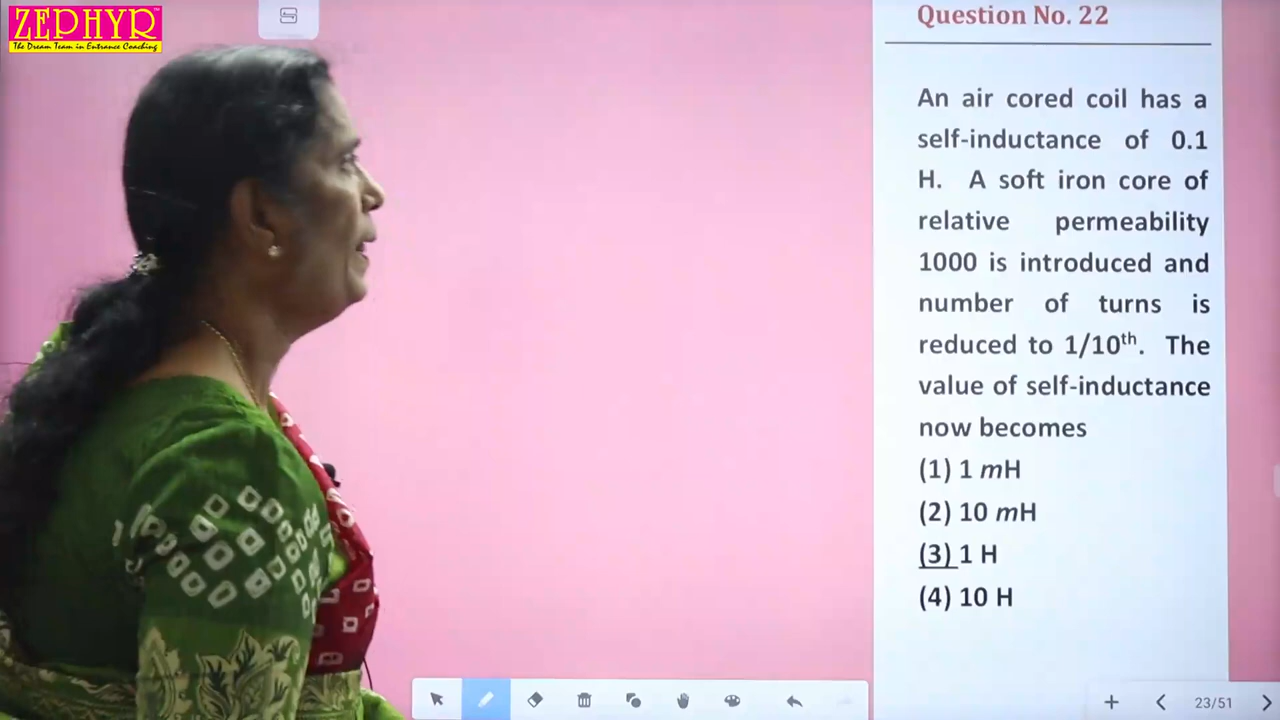 ZEPHYR™
The Dream Team in Entrance Coaching
Question No. 22
An air cored coil has a
self-inductance of 0.1
H. A soft iron core of
relative permeability
1000 is introduced and
number of turns is
reduced to 1/10th. The
value of self-inductance
now becomes
(1) 1 mH
(2) 10 mH
(3) 1 H
(4) 10 H
23/51